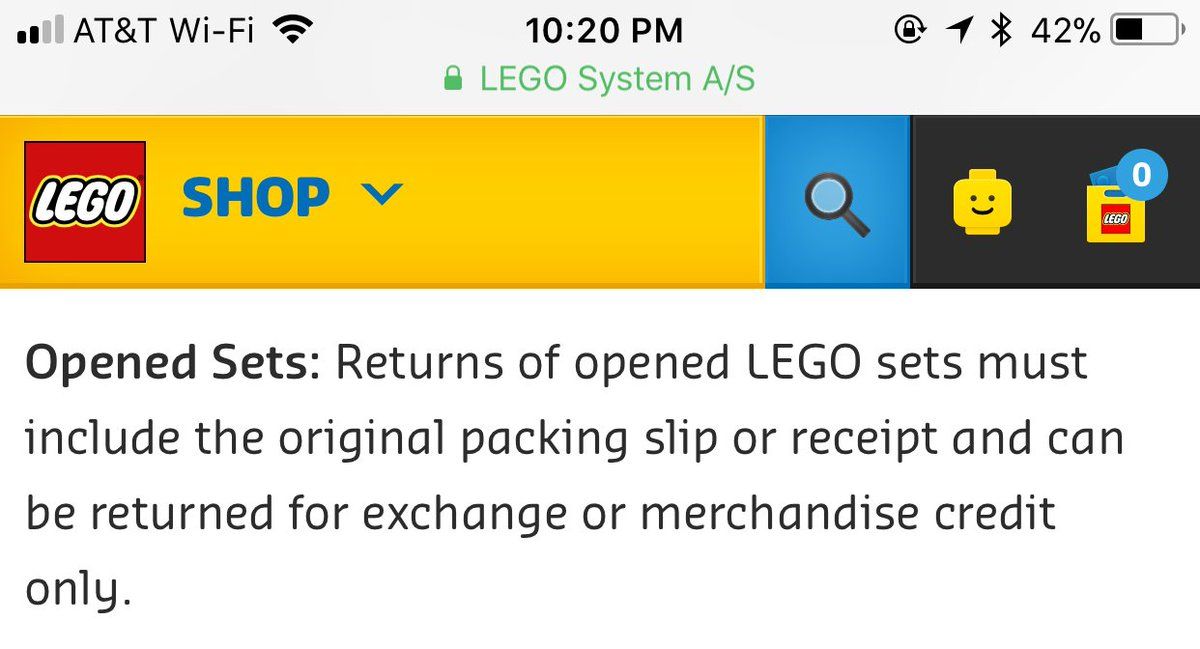 AT&T Wi-Fi 10:20 PM 42%
LEGO System A/S
LEGO SHOP 0
LEGO
Opened Sets: Returns of opened LEGO sets must
include the original packing slip or receipt and can
be returned for exchange or merchandise credit
only.